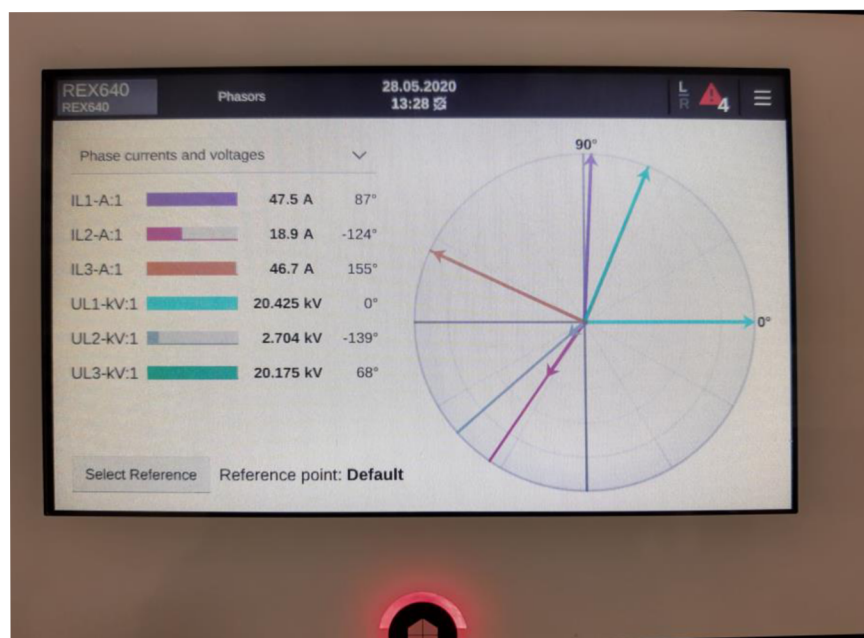 REX640
REX640
Phasors
28.05.2020
13:28
L
R
4
Phase currents and voltages
IL1-A:1 47.5 A 87°
IL2-A:1 18.9 A -124°
IL3-A:1 46.7 A 155°
UL1-kV:1 20.425 kV 0°
UL2-kV:1 2.704 kV -139°
UL3-kV:1 20.175 kV 68°
Select Reference Reference point: Default
90°
0°